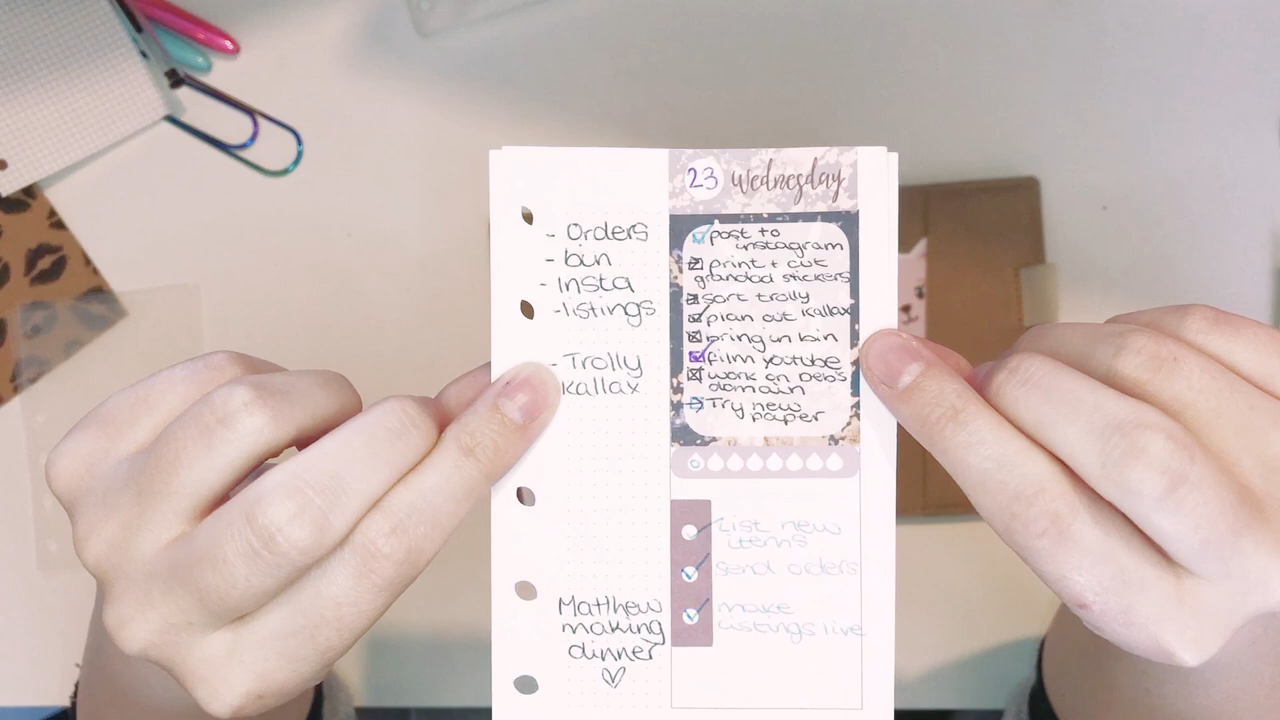 - Orders
- bin
- Insta
- listings
- Trolly
Kallax
Matthew
making
dinner
23 Wednesday
post to
instagram
print + cut
grandad stickers
sort trolly
plan out Kallax
bring in bin
film youtube
work on Deb's
domain
Try new
paper
List new
items
send orders
make
listings live